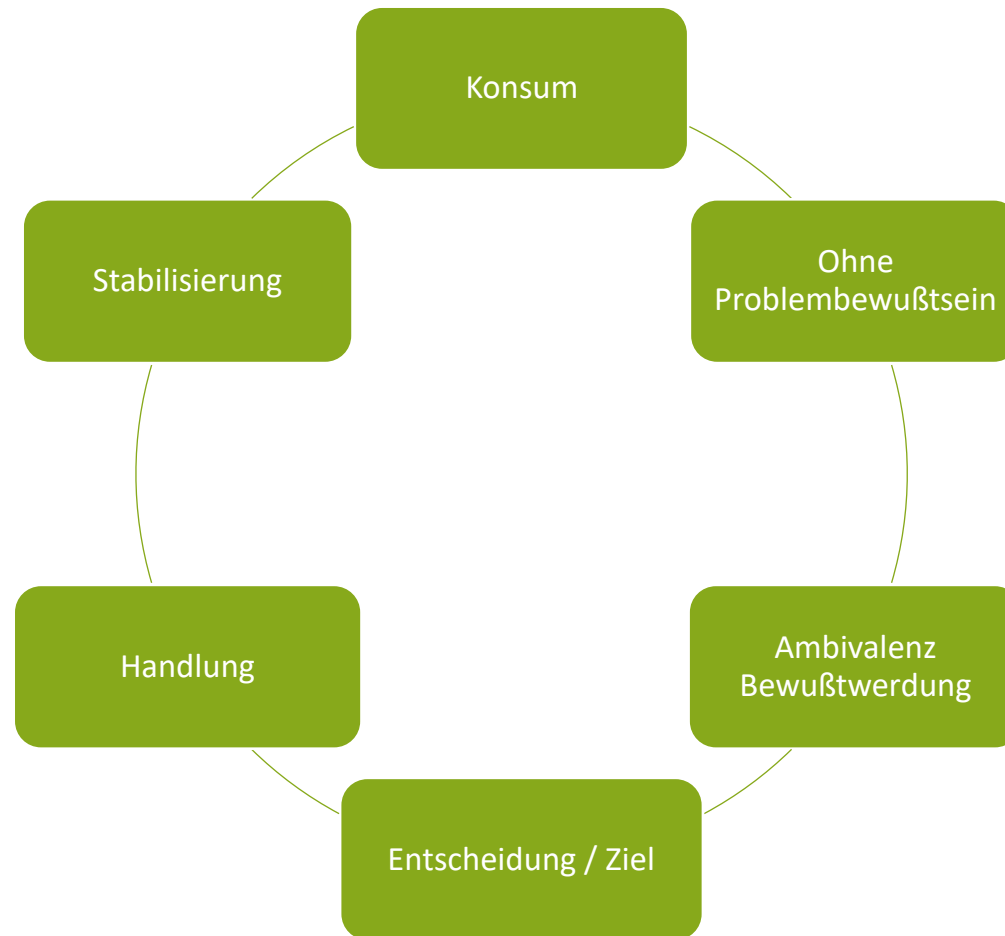 Konsum
Ohne
Problembewußtsein
Ambivalenz
Bewußtwerdung
Entscheidung / Ziel
Handlung
Stabilisierung